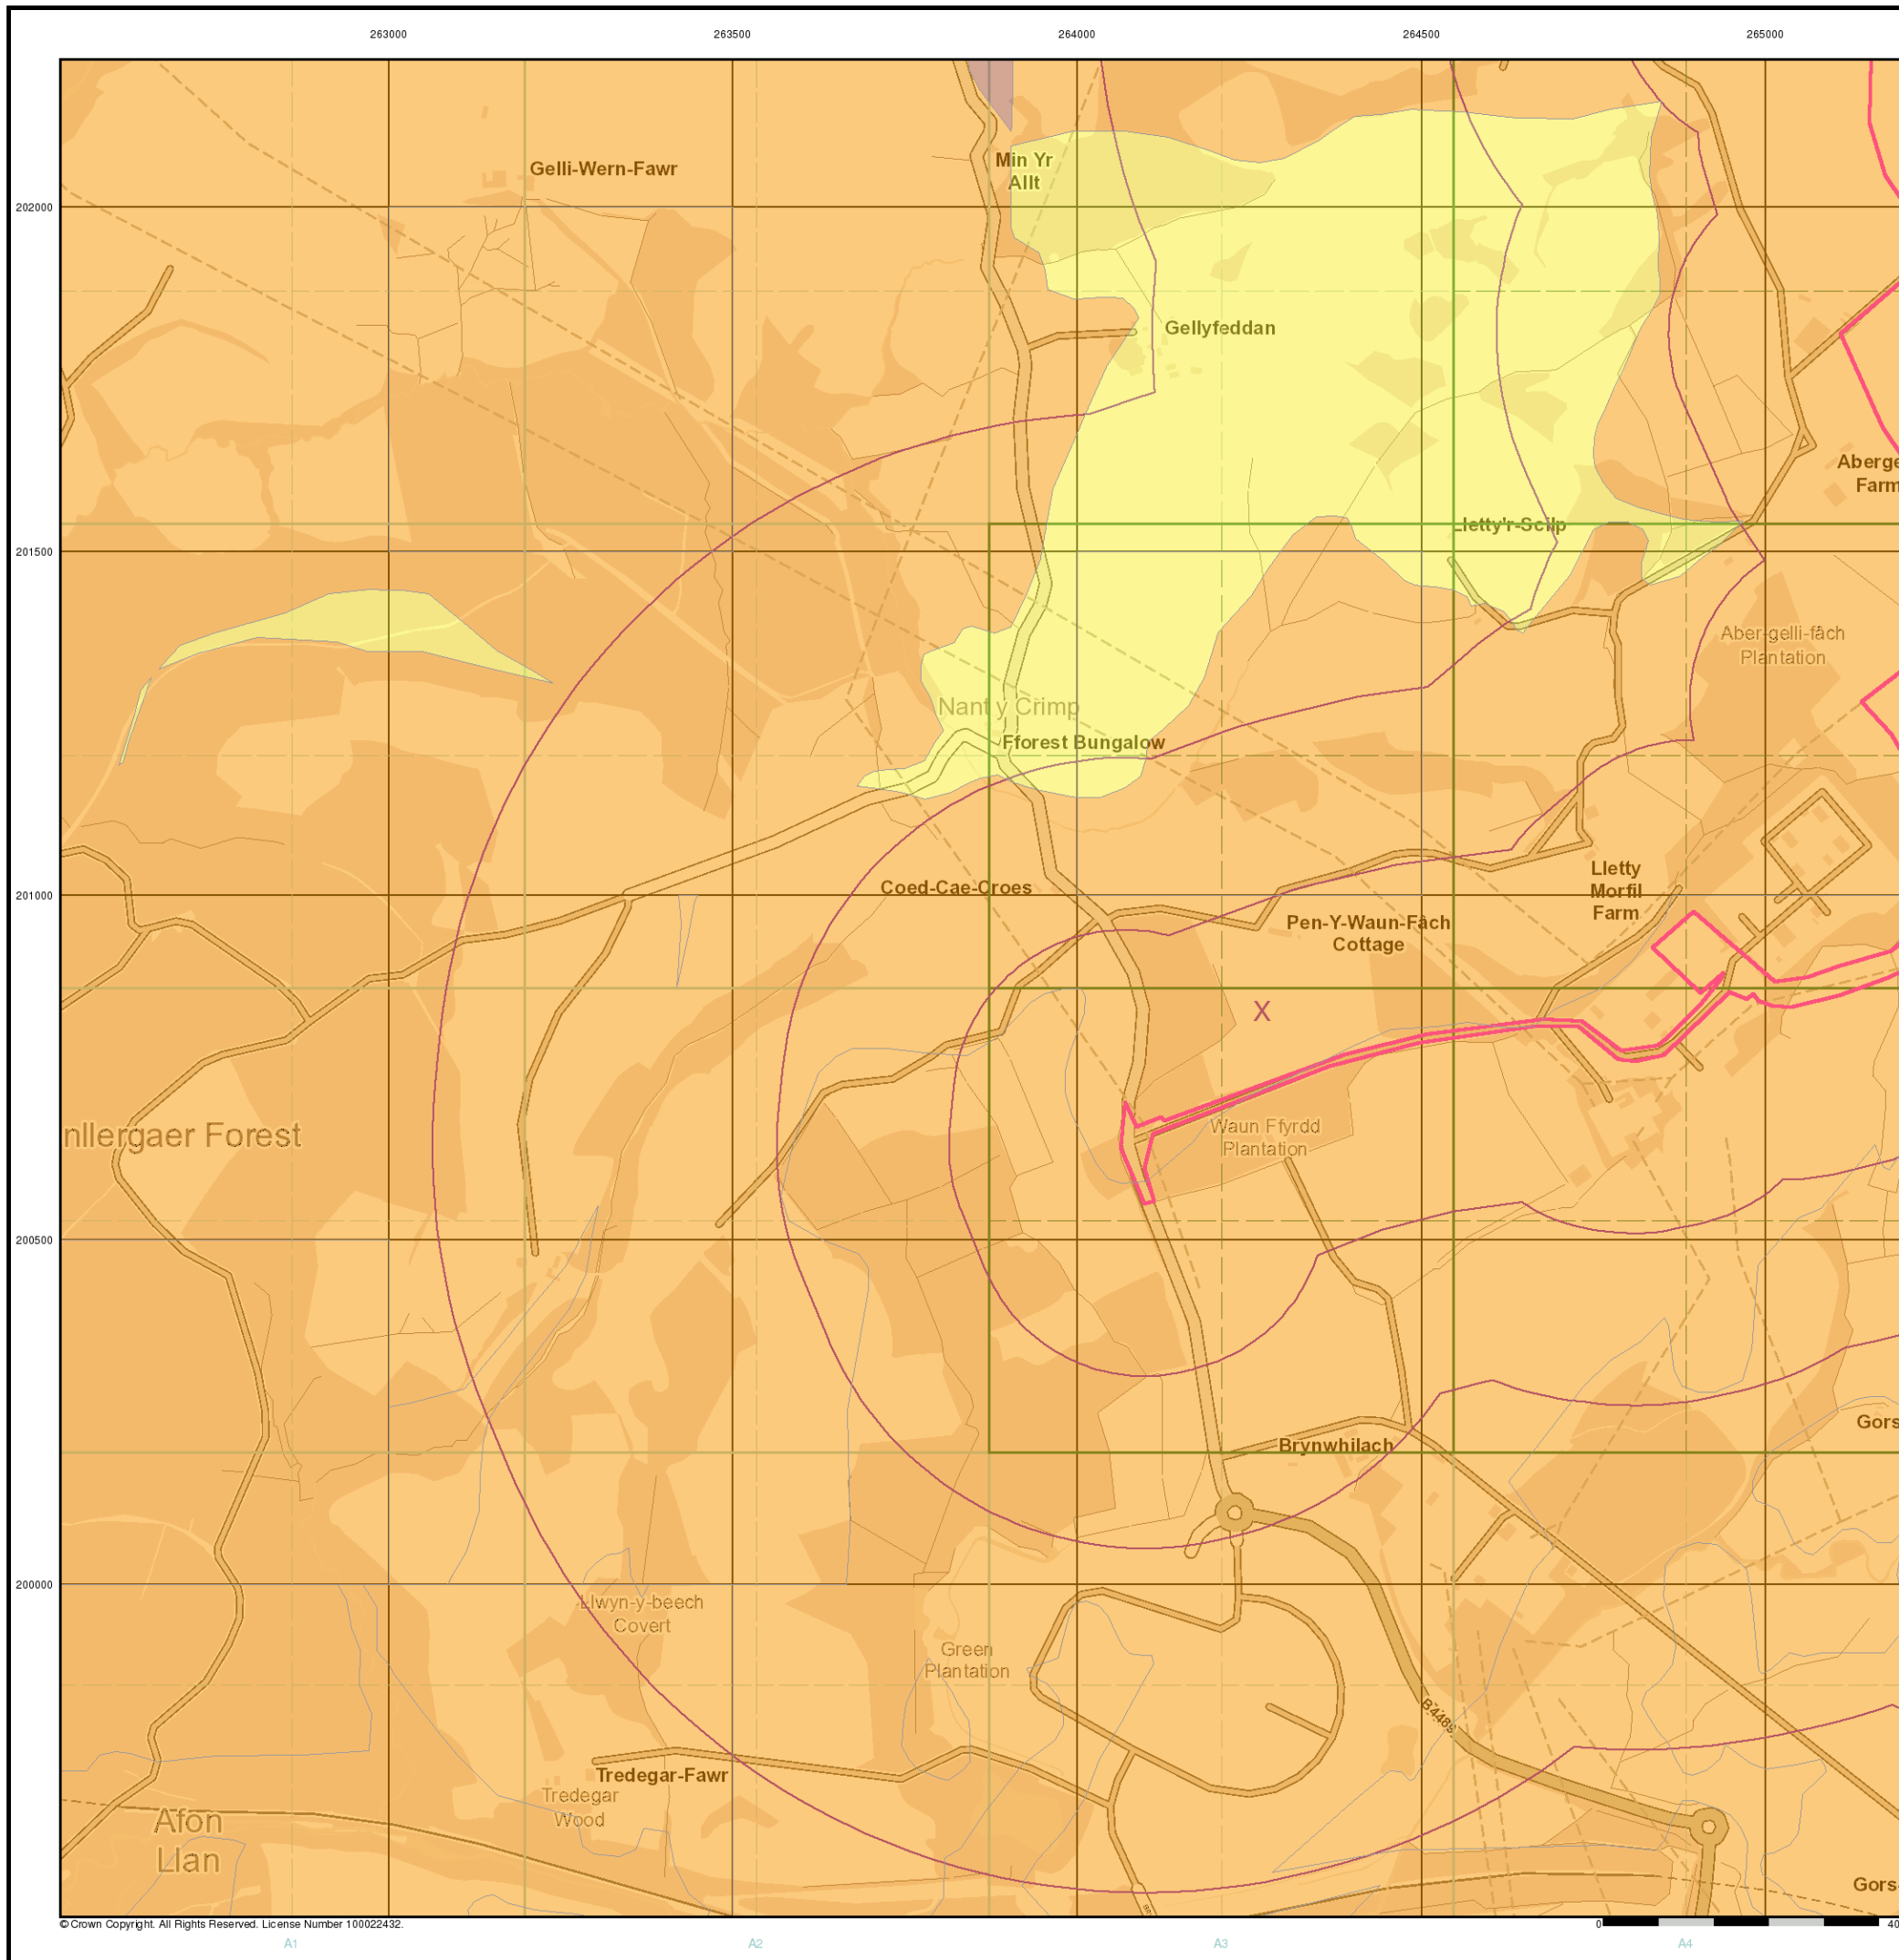 263000 263500 264000 264500 265000
Gelli-Wern-Fawr
Min Yr
Allt
202000
Gellyfeddan
Aberge
Farm
Lletty'r-Scilp
201500
Aber-gelli-fâch
Plantation
Nant y Crimp
Fforest Bungalow
Lletty
Morfil
Farm
Coed-Cae-Croes
201000
Pen-Y-Waun-Fâch
Cottage
X
nllergaer Forest
Waun Ffyrdd
Plantation
200500
Gors
Brynwhilach
200000
Llwyn-y-beech
Covert
Green
Plantation
B4489
Tredegar-Fawr
Tredegar
Wood
Afon
Llan
Gors-
© Crown Copyright. All Rights Reserved. License Number 100022432.
0 40
A1 A2 A3 A4